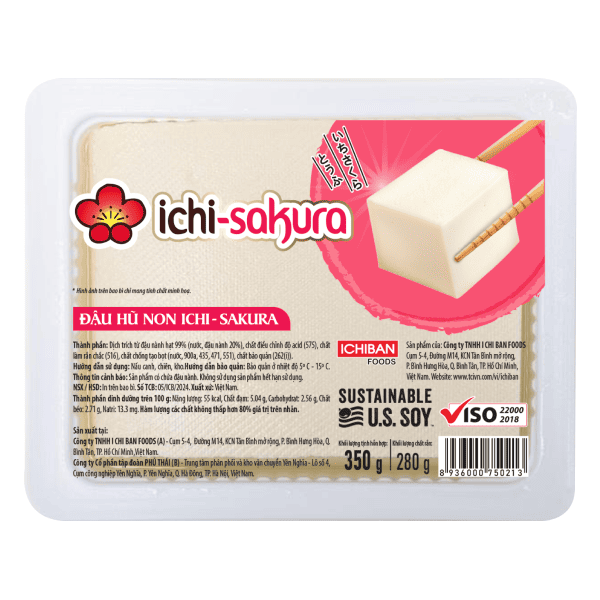 いちさくら
とうふ
ichi-sakura
* Hình ảnh trên bao bì chỉ mang tính chất minh họa.
ĐẬU HŨ NON ICHI - SAKURA
Thành phần: Dịch trích từ đậu nành hạt 99% (nước, đậu nành 20%), chất điều chỉnh độ acid (575), chất
làm rắn chắc (516), chất chống tạo bọt (nước, 900a, 435, 471, 551), chất bảo quản (262(i)).
Hướng dẫn sử dụng: Nấu canh, chiên, kho.Hướng dẫn bảo quản: Bảo quản ở nhiệt độ 5º C - 15º C.
Thông tin cảnh báo: Sản phẩm có chứa đậu nành. Không sử dụng sản phẩm hết hạn sử dụng.
NSX / HSD: In trên bao bì. Số TCB: 05/ICB/2024. Xuất xứ: Việt Nam.
Thành phần dinh dưỡng trên 100 g: Năng lượng: 55 kcal, Chất đạm: 5.04 g, Carbohydrat: 2.56 g, Chất
béo: 2.71 g, Natri: 13.3 mg. Hàm lượng các chất không thấp hơn 80% giá trị trên nhãn.
Sản xuất tại:
Công ty TNHH I CHI BAN FOODS (A) - Cụm 5-4, Đường M14, KCN Tân Bình mở rộng, P. Bình Hưng Hòa, Q.
Bình Tân, TP. Hồ Chí Minh,Việt Nam.
Công ty Cổ phần tập đoàn PHÚ THÁI (B) - Trung tâm phân phối và kho vận chuyển Yên Nghĩa - Lô số 4,
Cụm công nghiệp Yên Nghĩa, P. Yên Nghĩa, Q. Hà Đông, TP. Hà Nội, Việt Nam.
ICHIBAN
FOODS
Sản phẩm của: Công ty TNHH I CHI BAN FOODS
Cụm 5-4, Đường M14, KCN Tân Bình mở rộng,
P. Bình Hưng Hòa, Q. Bình Tân, TP. Hồ Chí Minh,
Việt Nam. Website: www.tcivn.com/vi/ichiban
SUSTAINABLE
U.S. SOY
ISO 22000
2018
Khối lượng tịnh hỗn hợp:
350 g
Khối lượng chất rắn:
280 g
8936000750213